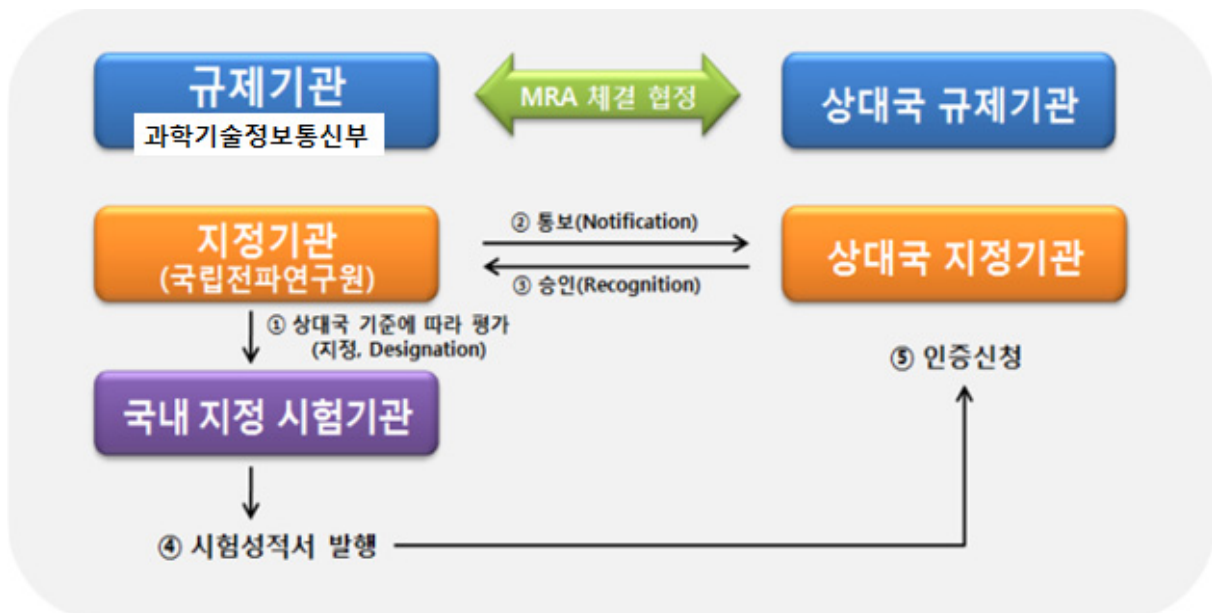 규제기관
과학기술정보통신부
MRA 체결 협정
상대국 규제기관
지정기관
(국립전파연구원)
② 통보(Notification)
③ 승인(Recognition)
상대국 지정기관
① 상대국 기준에 따라 평가
(지정, Designation)
국내 지정 시험기관
⑤ 인증신청
④ 시험성적서 발행